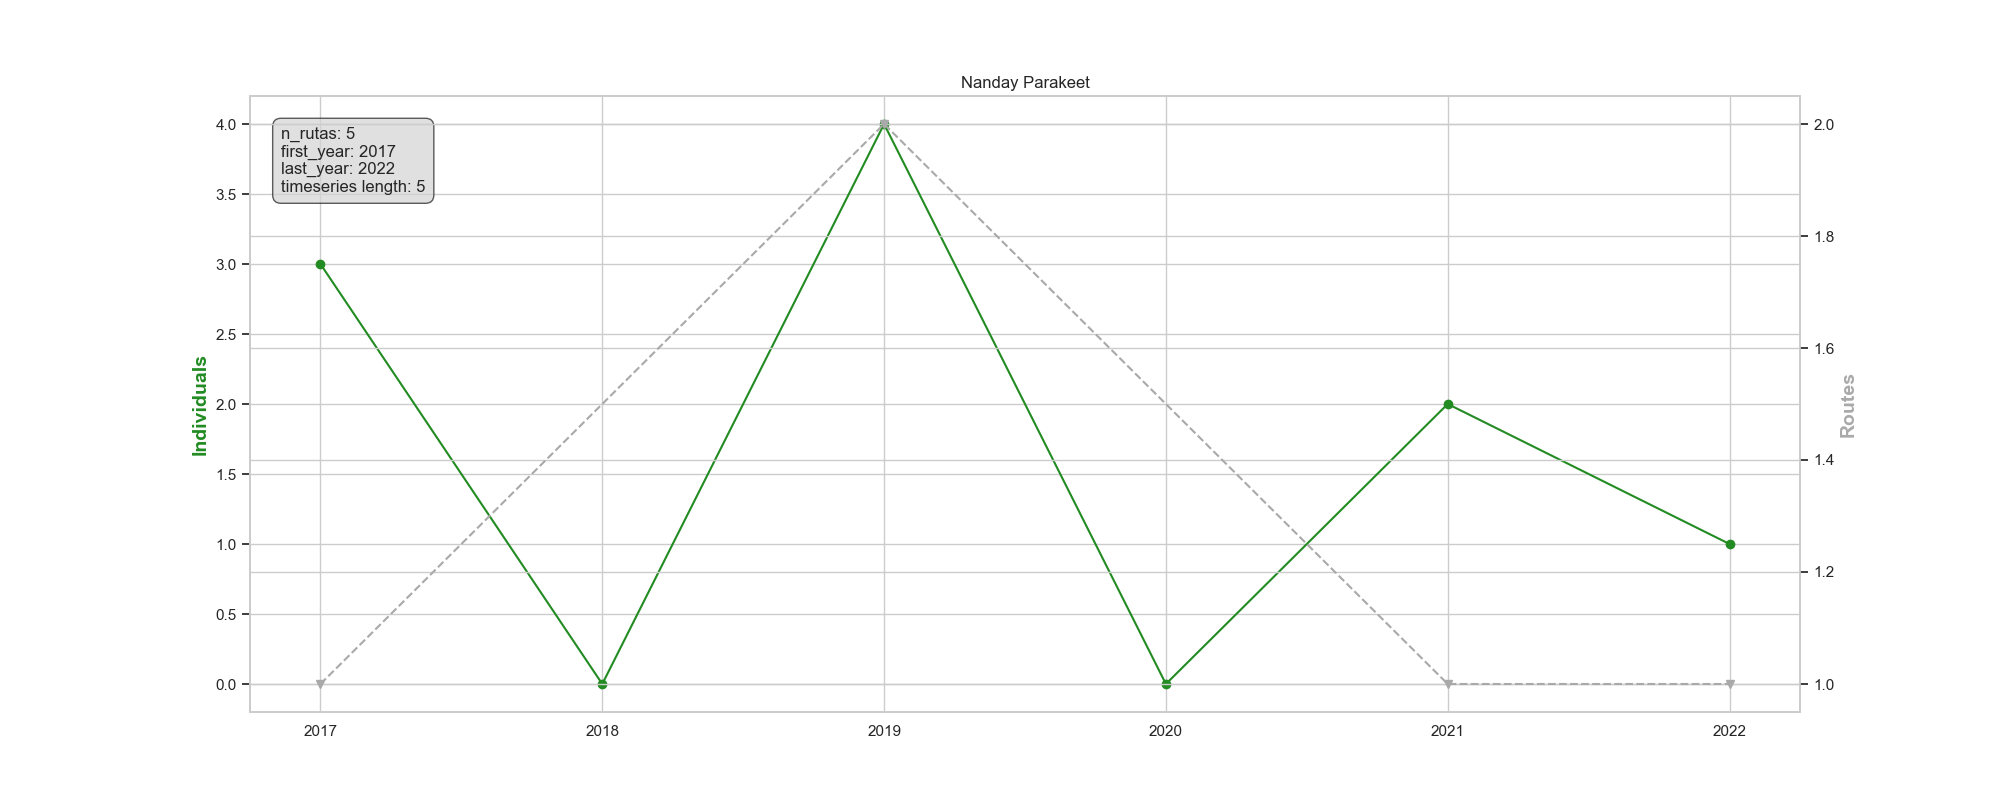 Nanday Parakeet
n_rutas: 5
first_year: 2017
last_year: 2022
timeseries length: 5
Individuals
4.0
3.5
3.0
2.5
2.0
1.5
1.0
0.5
0.0
2.0
1.8
1.6
1.4
1.2
1.0
Routes
2017 2018 2019 2020 2021 2022